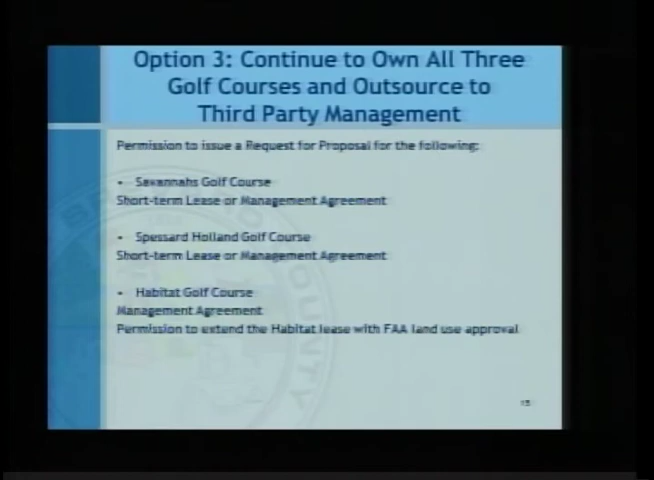 Option 3: Continue to Own All Three
Golf Courses and Outsource to
Third Party Management
Permission to issue a Request for Proposal for the following:
• Savannahs Golf Course
Short-term Lease or Management Agreement
• Spessard Holland Golf Course
Short-term Lease or Management Agreement
• Habitat Golf Course
Management Agreement
Permission to extend the Habitat lease with FAA land use approval
COUNTY